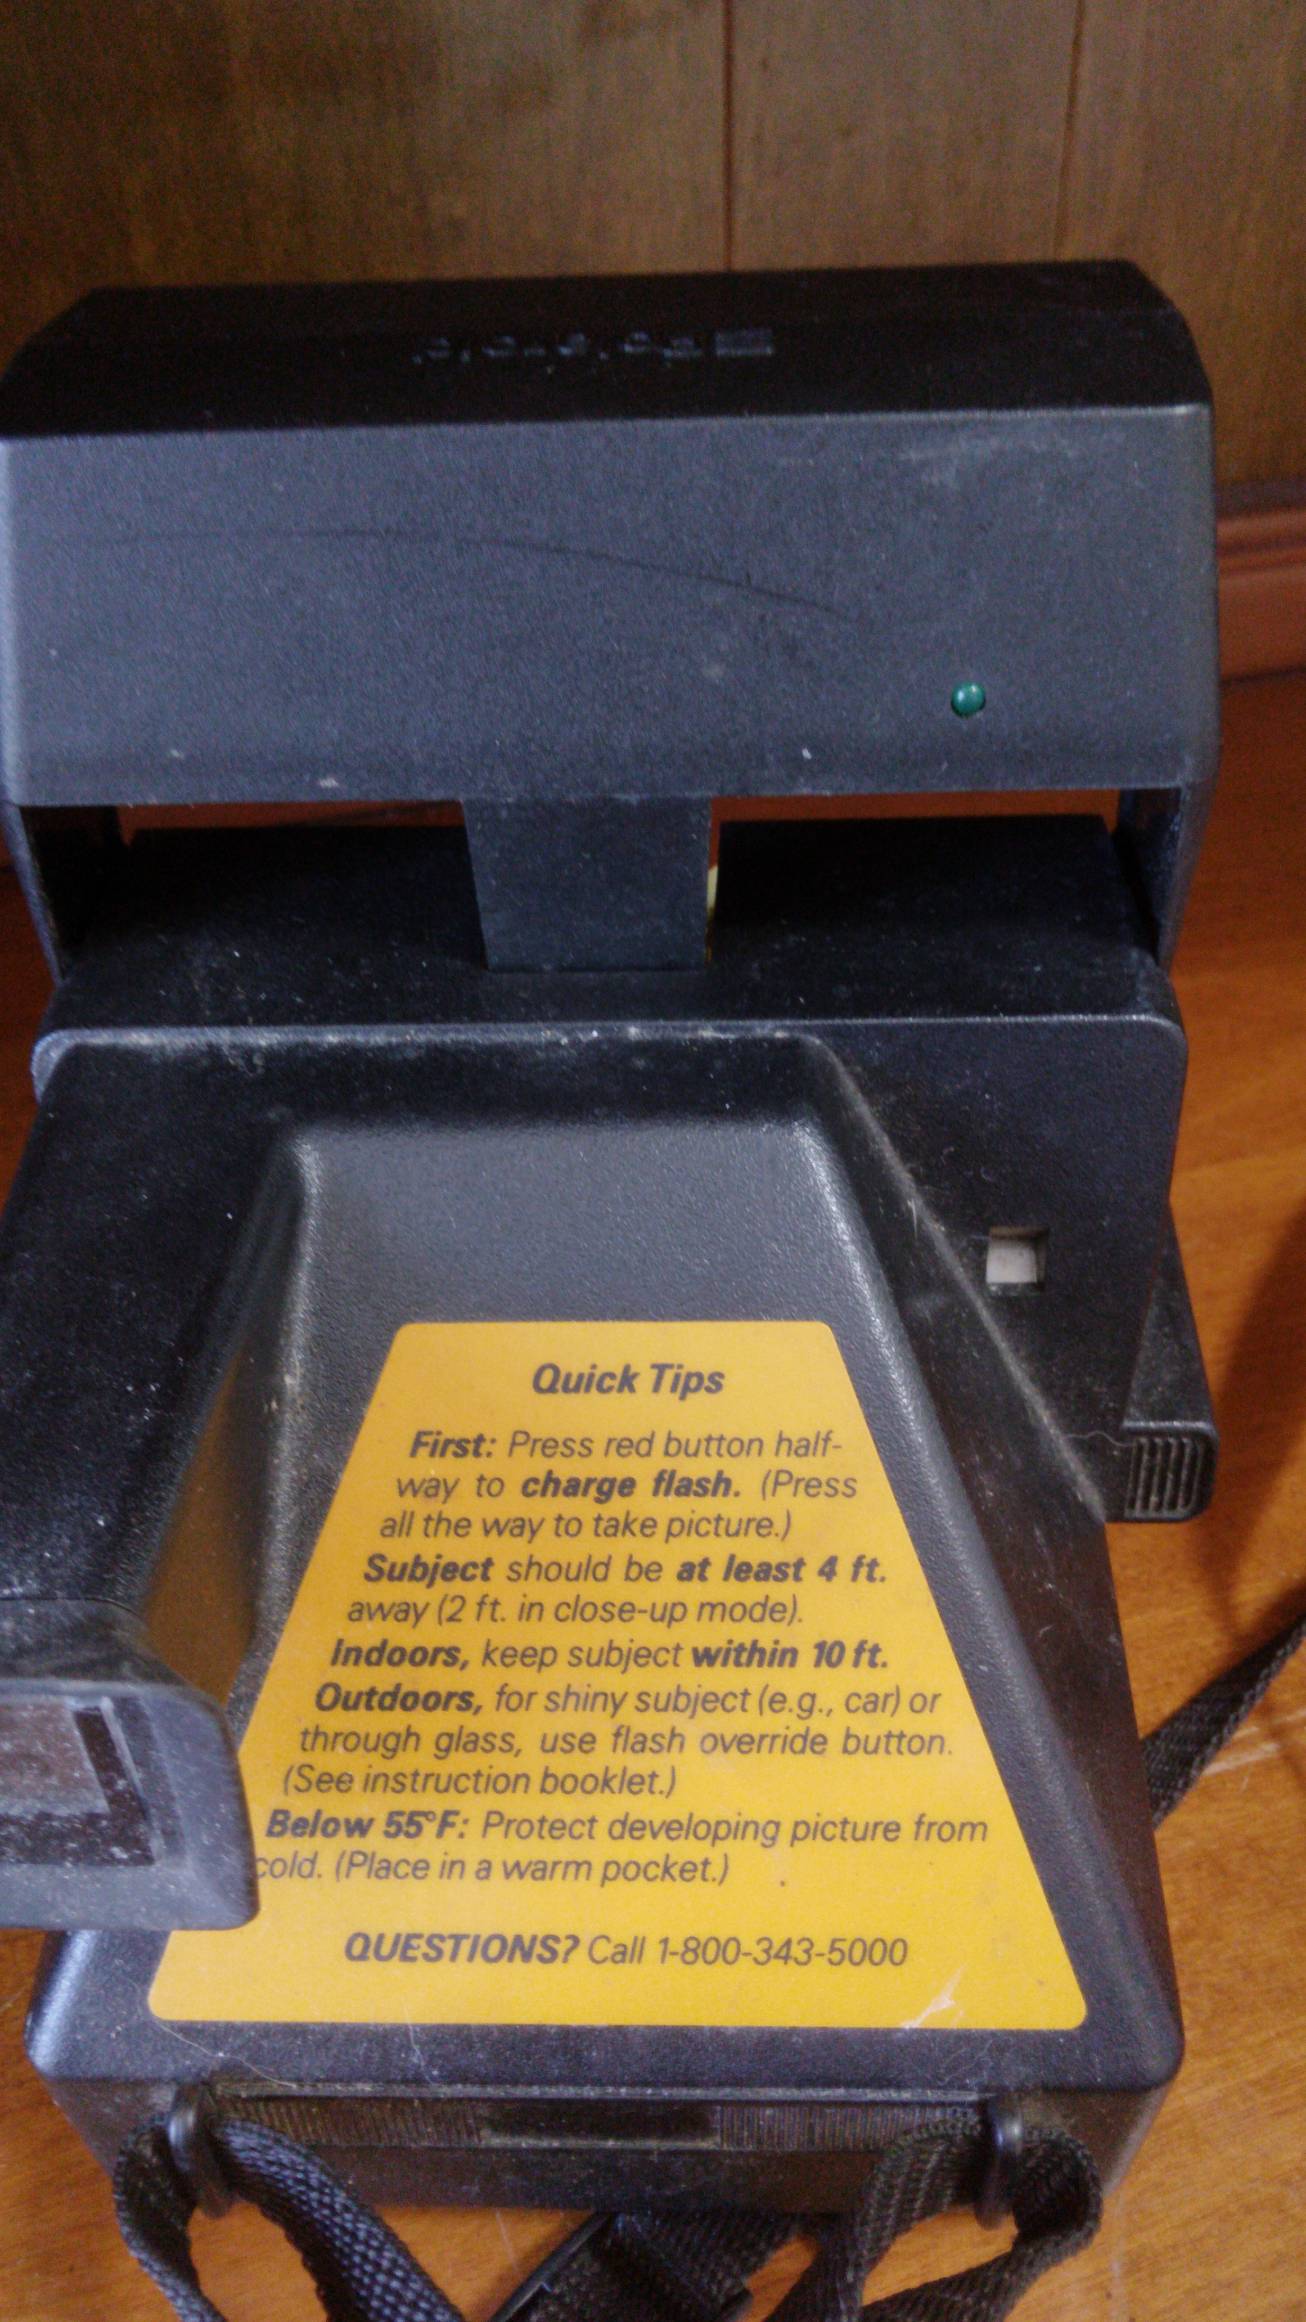 Quick Tips
First: Press red button half-
way to charge flash. (Press
all the way to take picture.)
Subject should be at least 4 ft.
away (2 ft. in close-up mode).
Indoors, keep subject within 10 ft.
Outdoors, for shiny subject (e.g., car) or
through glass, use flash override button.
(See instruction booklet.)
Below 55°F: Protect developing picture from
cold. (Place in a warm pocket.)
QUESTIONS? Call 1-800-343-5000